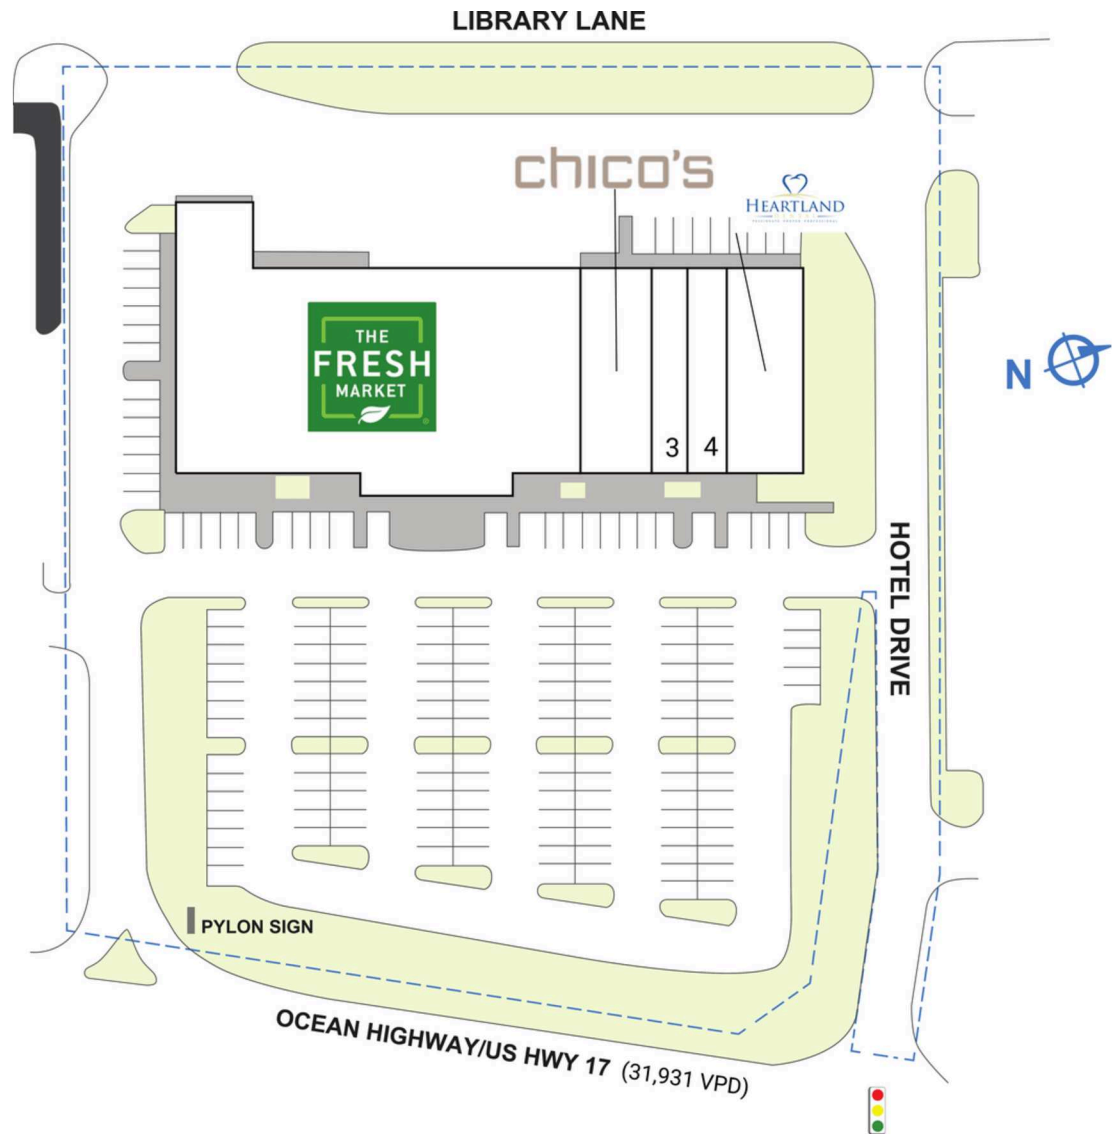 LIBRARY LANE
chico's
HEARTLAND
DENTAL
THE
FRESH
MARKET
N
3
4
HOTEL DRIVE
PYLON SIGN
OCEAN HIGHWAY/US HWY 17 (31,931 VPD)